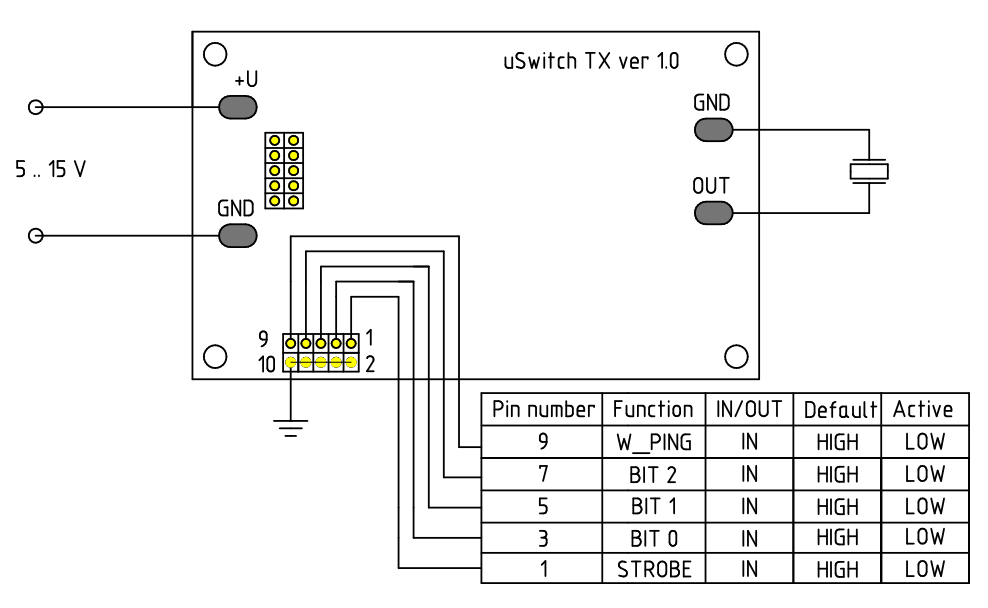 uSwitch TX ver 1.0
+U
GND
5 .. 15 V
OUT
GND
9 1
10 2
Pin number Function IN/OUT Default Active
9 W_PING IN HIGH LOW
7 BIT 2 IN HIGH LOW
5 BIT 1 IN HIGH LOW
3 BIT 0 IN HIGH LOW
1 STROBE IN HIGH LOW